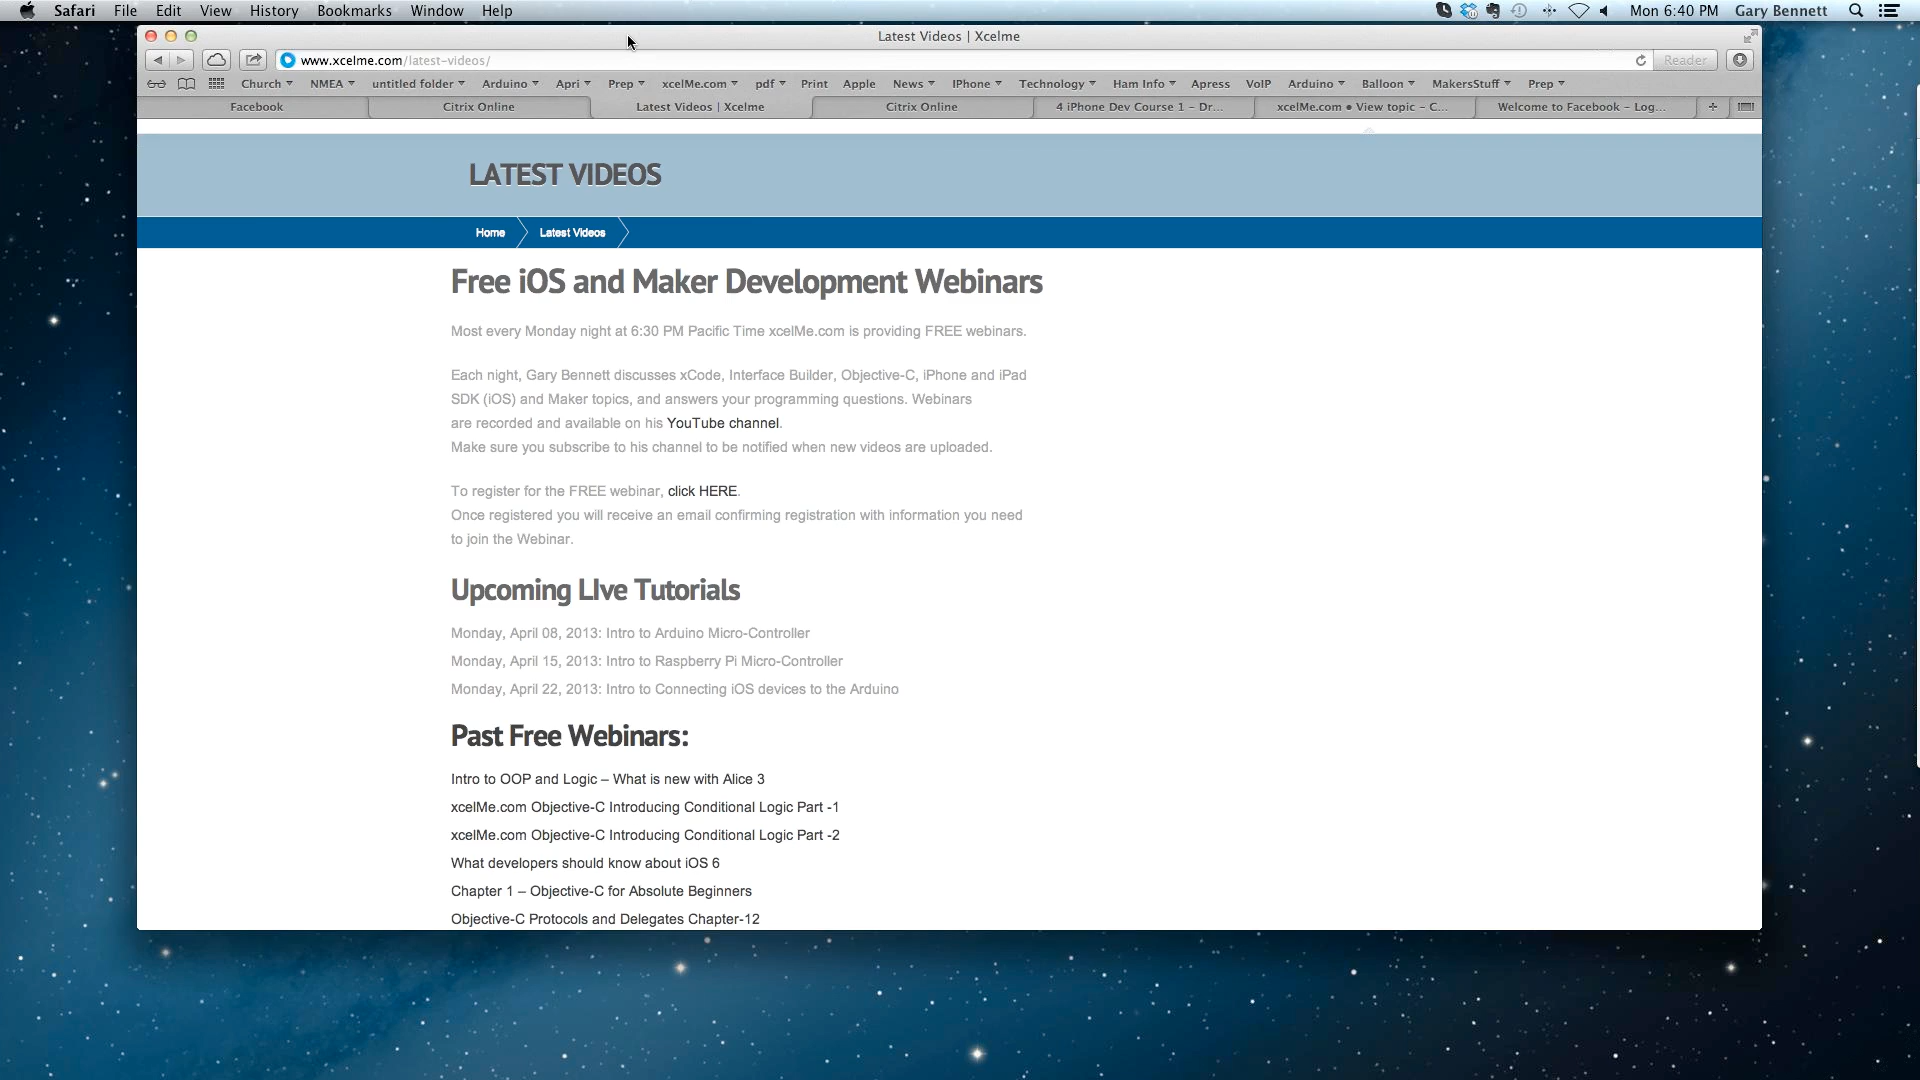 Safari File Edit View History Bookmarks Window Help Mon 6:40 PM Gary Bennett
Latest Videos | Xcelme
www.xcelme.com/latest-videos/ Reader
Church NMEA untitled folder Arduino Apri Prep xcelMe.com pdf Print Apple News IPhone Technology Ham Info Apress VoIP Arduino Balloon MakersStuff Prep
Facebook Citrix Online Latest Videos | Xcelme Citrix Online 4 iPhone Dev Course 1 - Dr... xcelMe.com • View topic - C... Welcome to Facebook - Log...
LATEST VIDEOS
Home Latest Videos
Free iOS and Maker Development Webinars
Most every Monday night at 6:30 PM Pacific Time xcelMe.com is providing FREE webinars.
Each night, Gary Bennett discusses xCode, Interface Builder, Objective-C, iPhone and iPad
SDK (iOS) and Maker topics, and answers your programming questions. Webinars
are recorded and available on his YouTube channel.
Make sure you subscribe to his channel to be notified when new videos are uploaded.
To register for the FREE webinar, click HERE.
Once registered you will receive an email confirming registration with information you need
to join the Webinar.
Upcoming LIve Tutorials
Monday, April 08, 2013: Intro to Arduino Micro-Controller
Monday, April 15, 2013: Intro to Raspberry Pi Micro-Controller
Monday, April 22, 2013: Intro to Connecting iOS devices to the Arduino
Past Free Webinars:
Intro to OOP and Logic – What is new with Alice 3
xcelMe.com Objective-C Introducing Conditional Logic Part -1
xcelMe.com Objective-C Introducing Conditional Logic Part -2
What developers should know about iOS 6
Chapter 1 – Objective-C for Absolute Beginners
Objective-C Protocols and Delegates Chapter-12